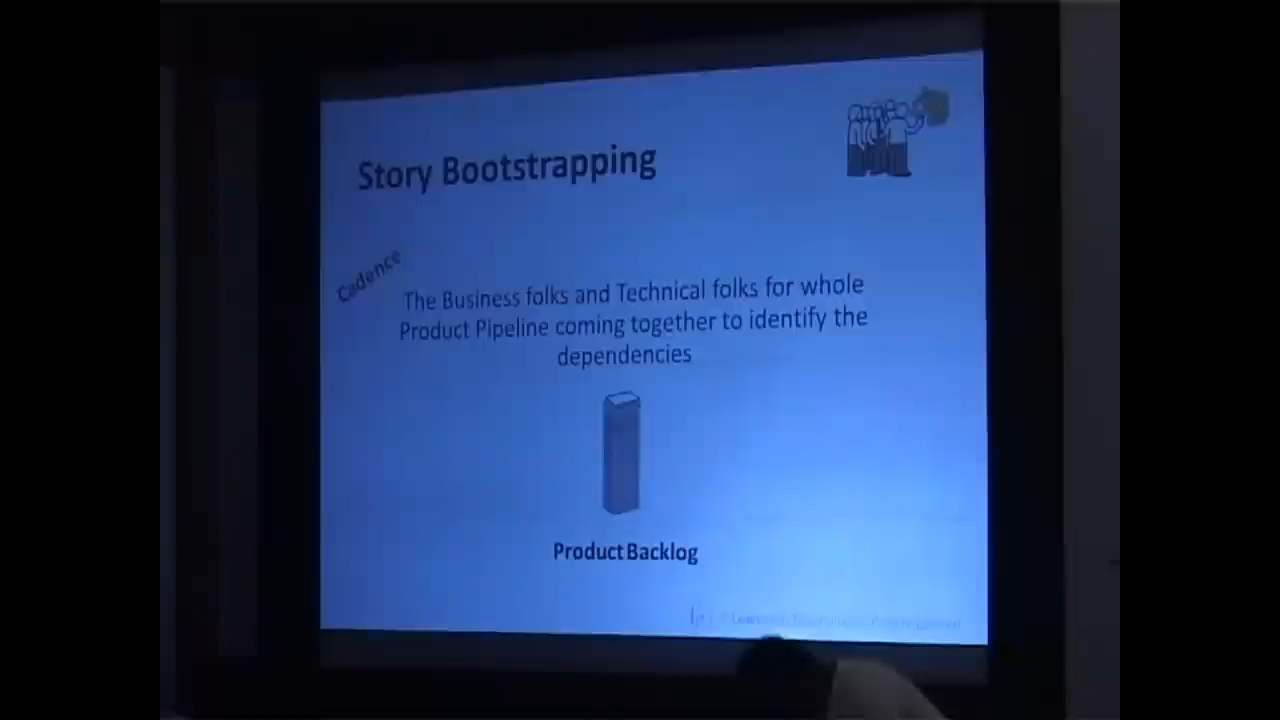 Story Bootstrapping
Cadence
The Business folks and Technical folks for whole
Product Pipeline coming together to identify the
dependencies
Product Backlog